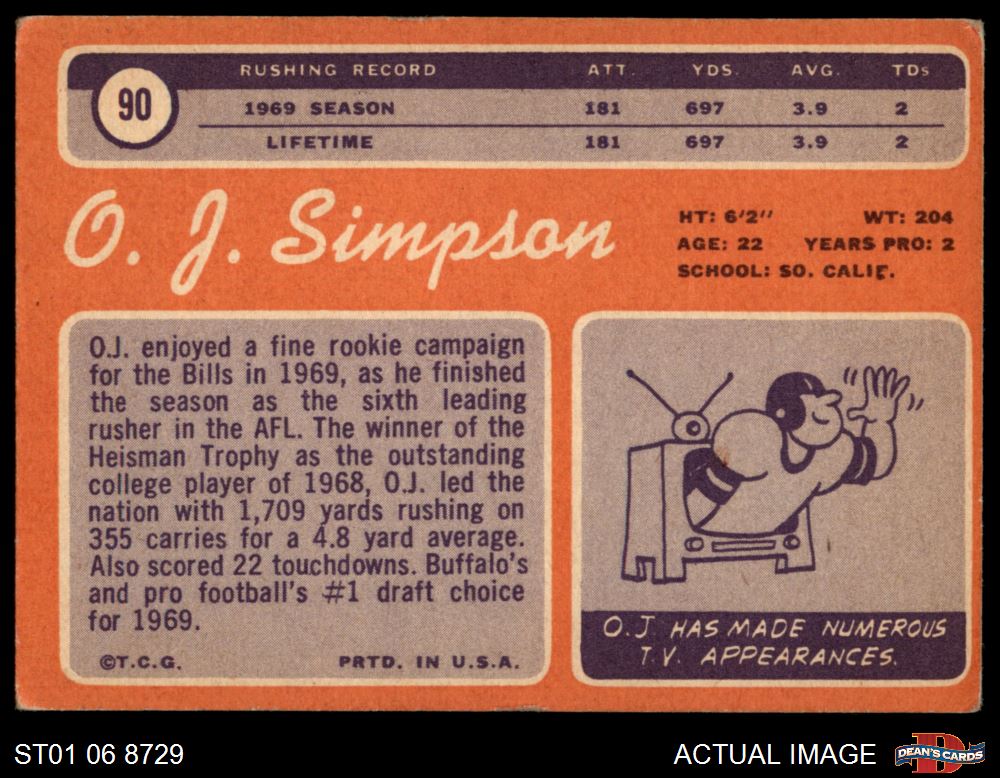 90
RUSHING RECORD ATT. YDS. AVG. TDs
1969 SEASON 181 697 3.9 2
LIFETIME 181 697 3.9 2
O. J. Simpson
HT: 6'2" WT: 204
AGE: 22 YEARS PRO: 2
SCHOOL: SO. CALIF.
O.J. enjoyed a fine rookie campaign
for the Bills in 1969, as he finished
the season as the sixth leading
rusher in the AFL. The winner of the
Heisman Trophy as the outstanding
college player of 1968, O.J. led the
nation with 1,709 yards rushing on
355 carries for a 4.8 yard average.
Also scored 22 touchdowns. Buffalo's
and pro football's #1 draft choice
for 1969.
©T.C.G. PRTD. IN U.S.A.
O.J HAS MADE NUMEROUS
T.V. APPEARANCES.
ST01 06 8729
ACTUAL IMAGE
D
DEAN'S CARDS